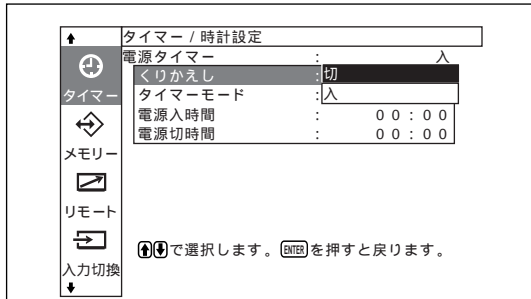 タイマー / 時計設定
電源タイマー : 入
くりかえし : 切
タイマーモード : 入
電源入時間 : 00:00
電源切時間 : 00:00
タイマー
メモリー
リモート
入力切換
で選択します。ENTERを押すと戻ります。